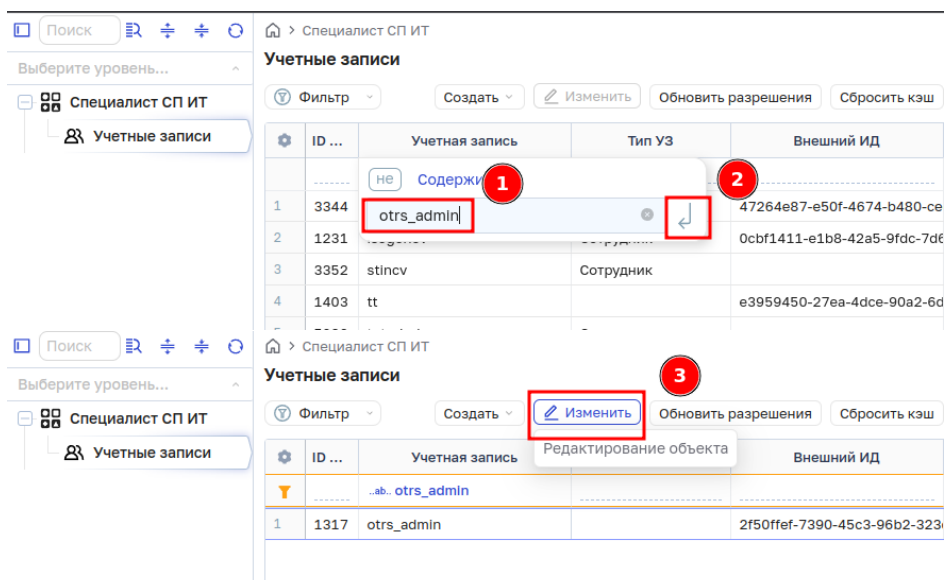 Поиск
Специалист СП ИТ
Выберите уровень...
Учетные записи
Специалист СП ИТ
Фильтр Создать Изменить Обновить разрешения Сбросить кэш
Учетные записи
ID ... Учетная запись Тип УЗ Внешний ИД
не Содержи 1 2
1 3344 otrs_admin 47264e87-e50f-4674-b480-ce
2 1231 0cbf1411-e1b8-42a5-9fdc-7d6
3 3352 stincv Сотрудник
4 1403 tt e3959450-27ea-4dce-90a2-6d
Поиск
Специалист СП ИТ
Выберите уровень...
Учетные записи
3
Специалист СП ИТ
Фильтр Создать Изменить Обновить разрешения Сбросить кэш
Учетные записи
Редактирование объекта
ID ... Учетная запись Внешний ИД
..ab.. otrs_admin
1 1317 otrs_admin 2f50ffef-7390-45c3-96b2-323